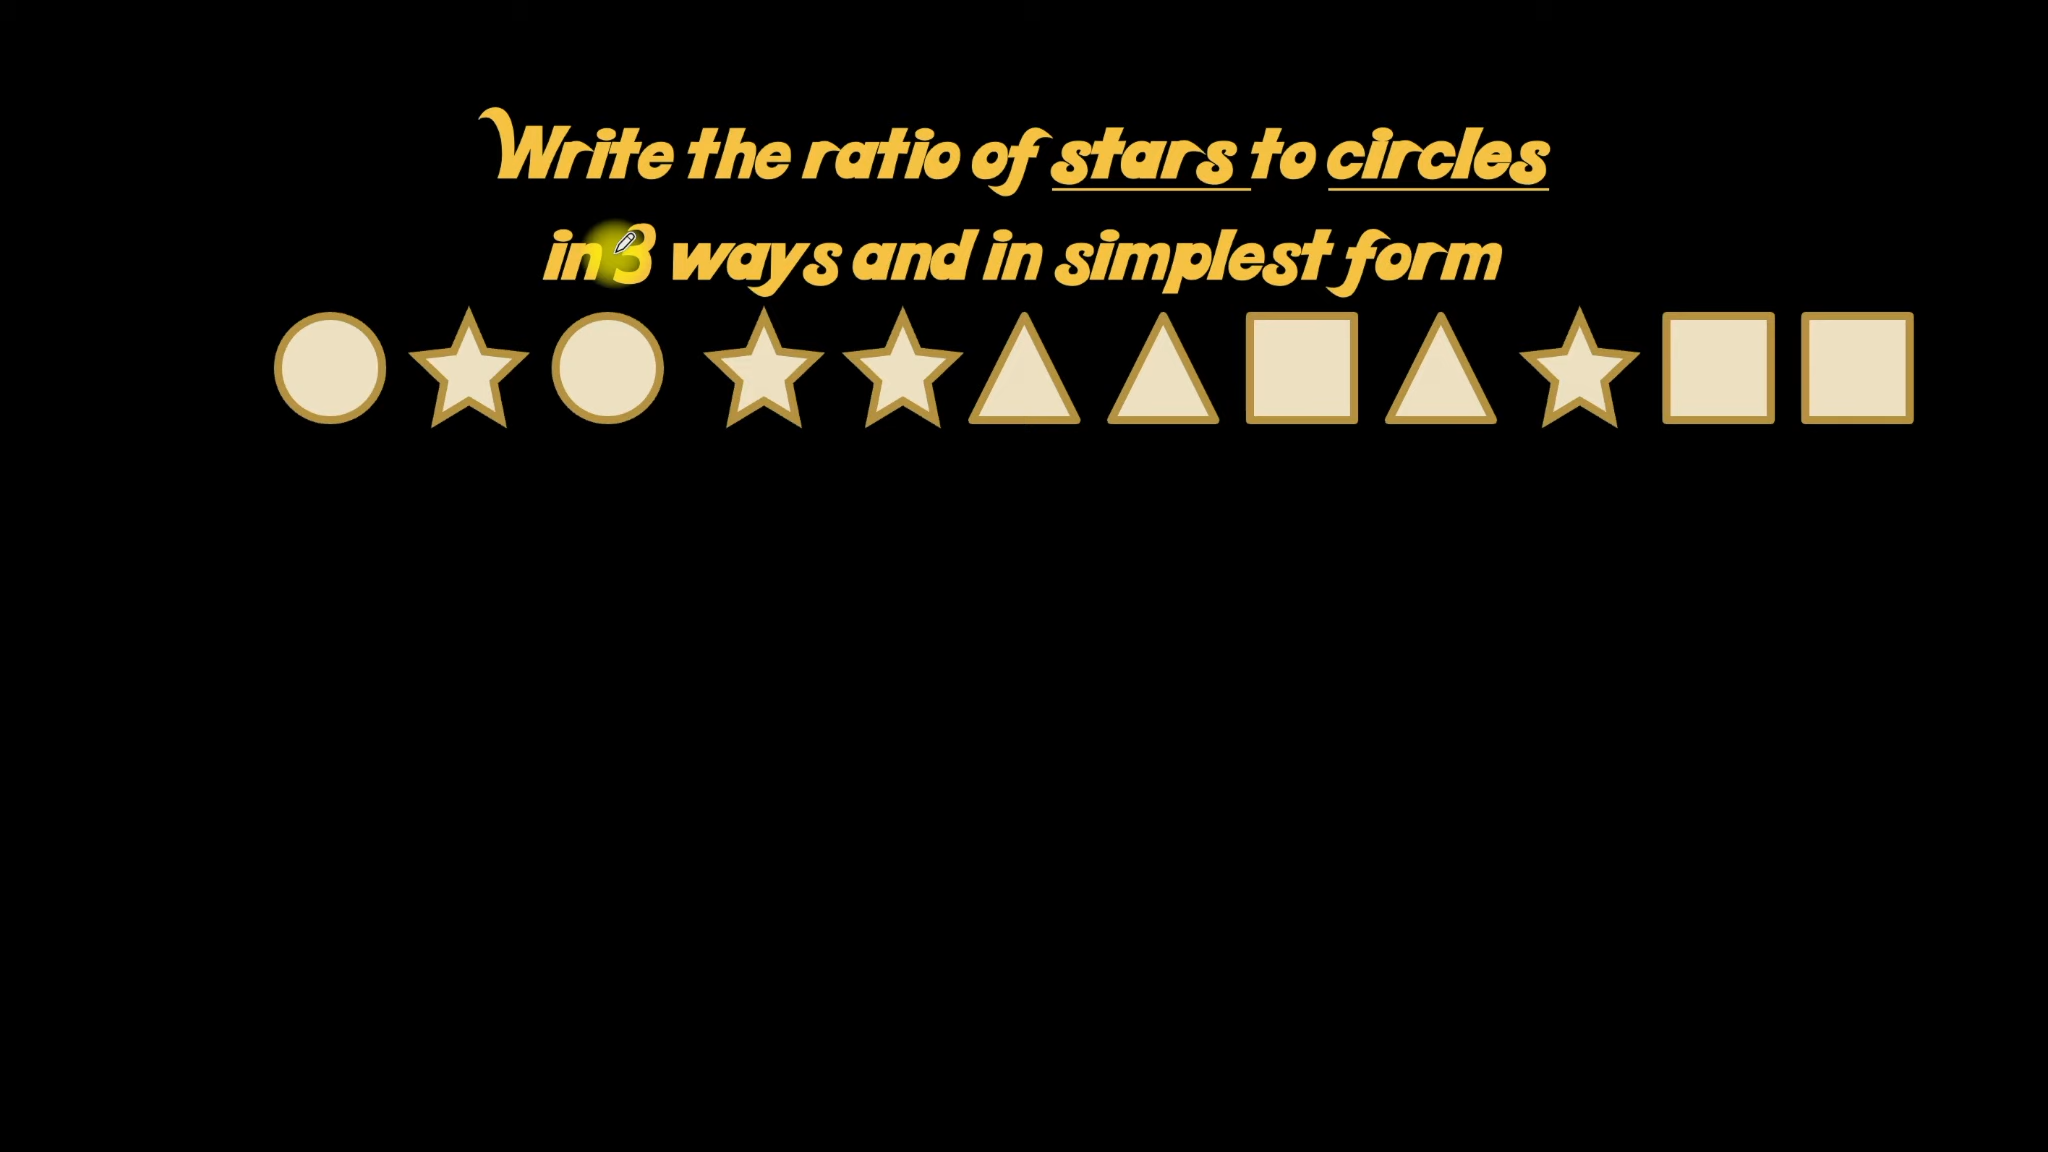 Write the ratio of stars to circles
in 3 ways and in simplest form